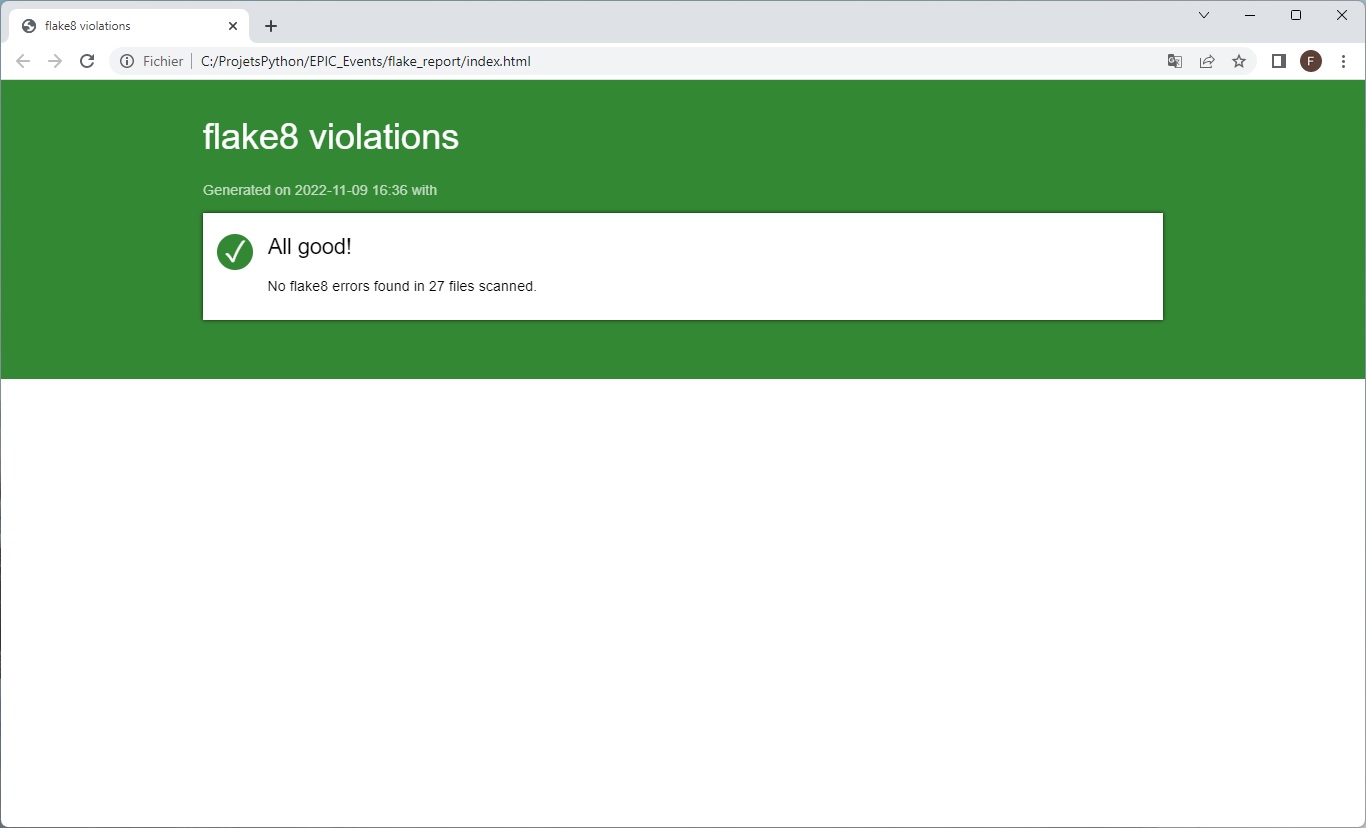 flake8 violations
Fichier
C:/ProjetsPython/EPIC_Events/flake_report/index.html
F
flake8 violations
Generated on 2022-11-09 16:36 with
All good!
No flake8 errors found in 27 files scanned.